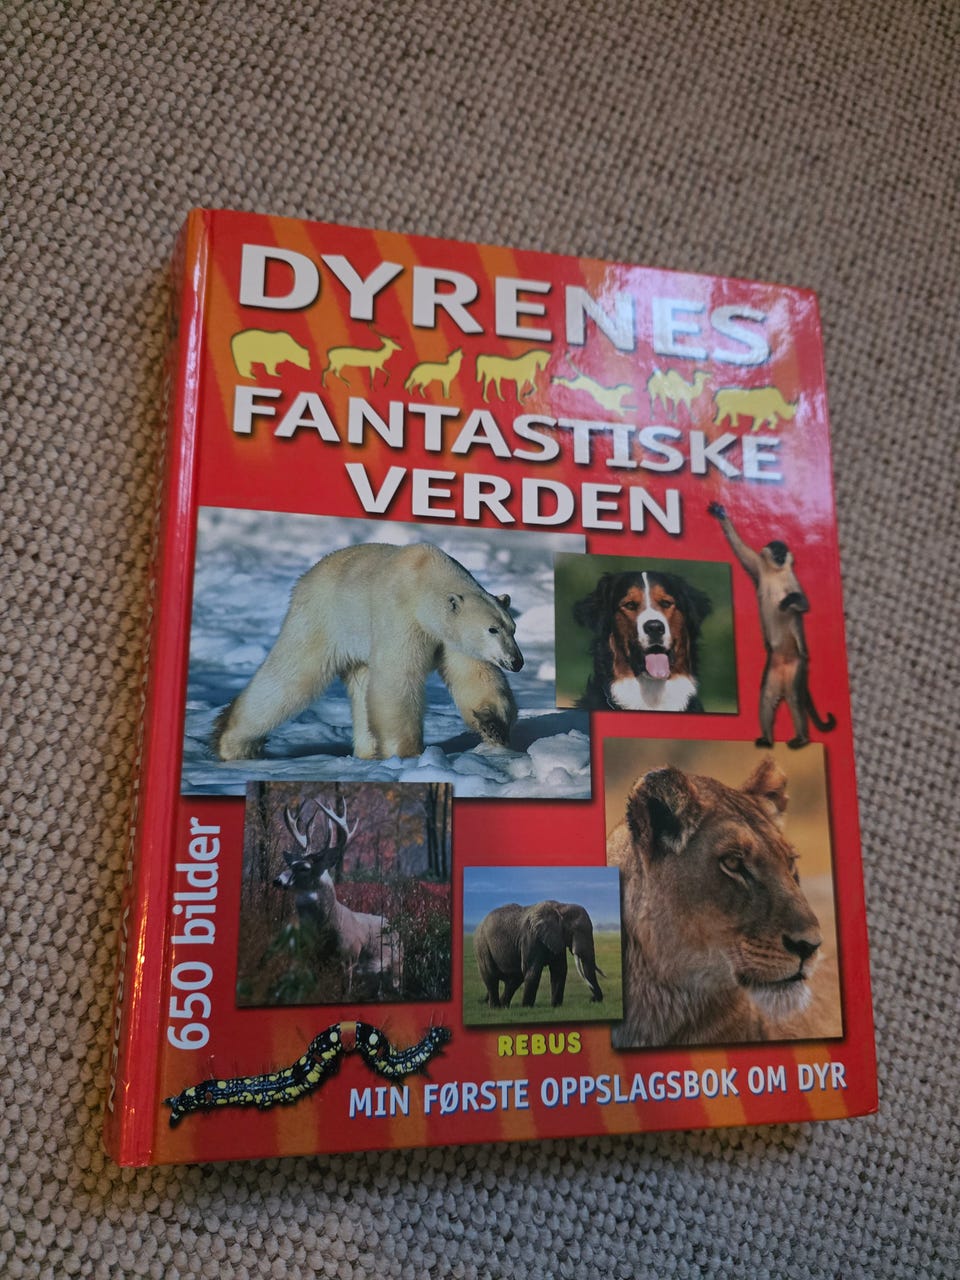 DYRENES
FANTASTISKE
VERDEN
650 bilder
REBUS
MIN FØRSTE OPPSLAGSBOK OM DYR